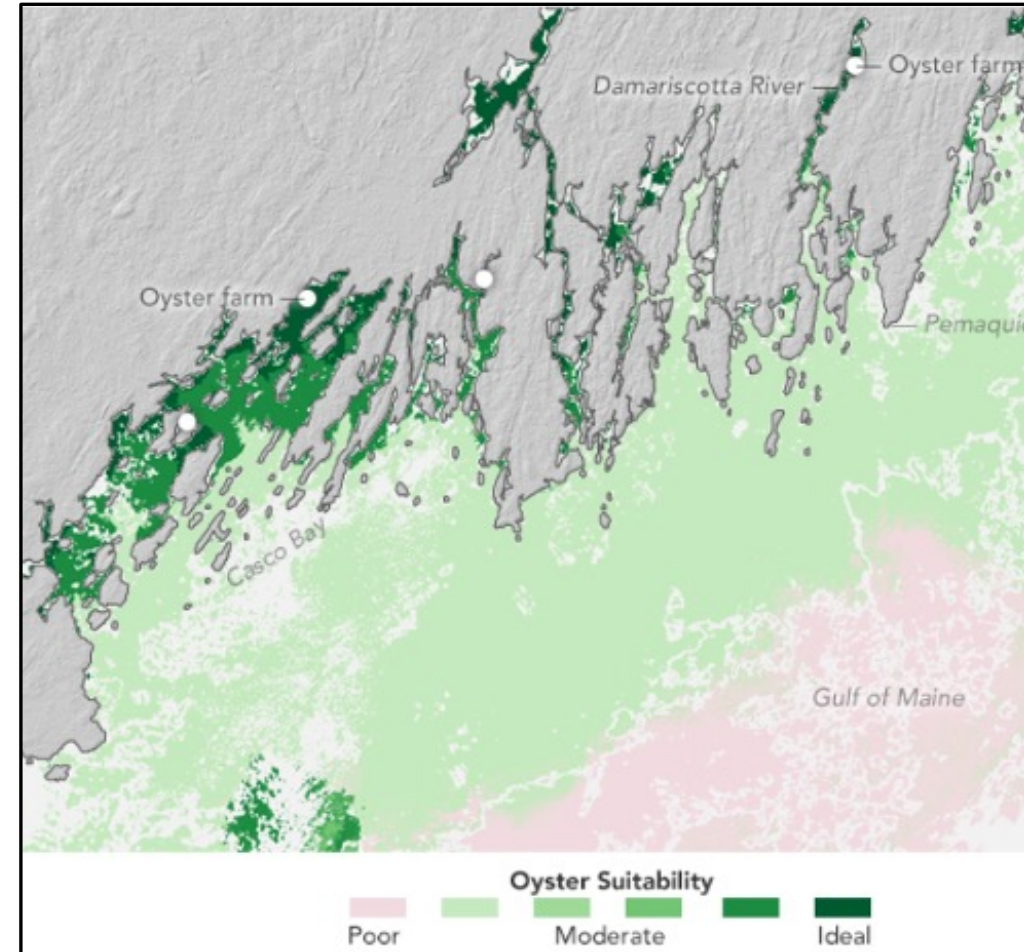 Oyster farm
Damariscotta River
Oyster farm
Pemaquid
Casco Bay
Gulf of Maine
Oyster Suitability
Poor
Moderate
Ideal